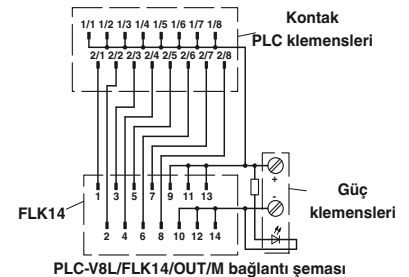 Kontak
PLC klemensleri
1/1 1/2 1/3 1/4 1/5 1/6 1/7 1/8
2/1 2/2 2/3 2/4 2/5 2/6 2/7 2/8
1 3 5 7 9 11 13
+
-
FLK14
Güç
klemensleri
2 4 6 8 10 12 14
PLC-V8L/FLK14/OUT/M bağlantı şeması